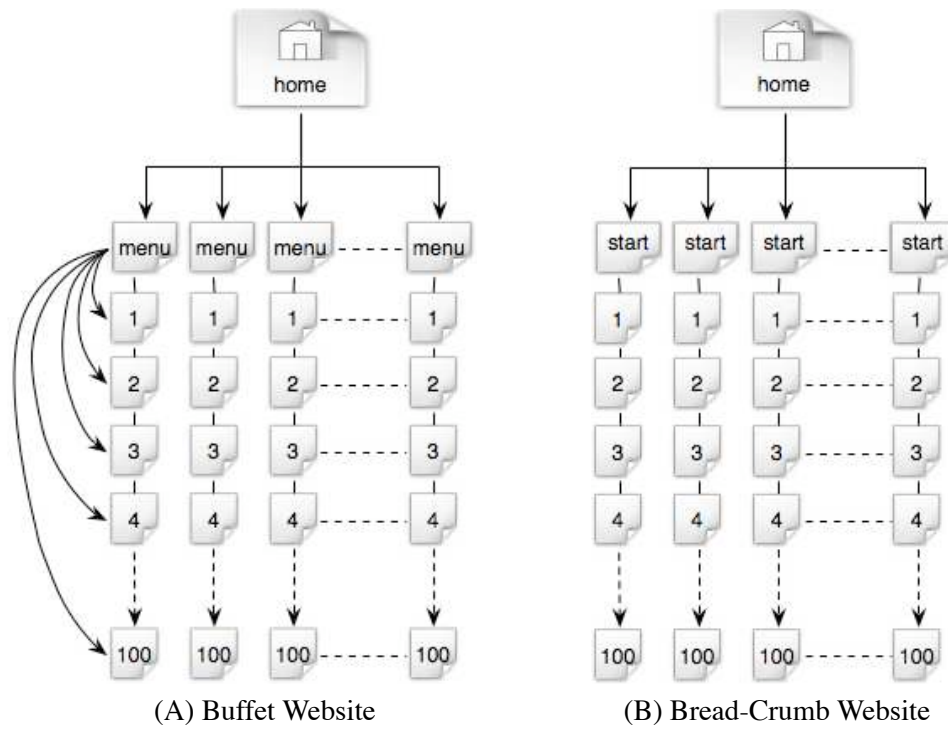 home home
menu menu menu menu start start start start
1 1 1 1 1 1 1 1
2 2 2 2 2 2 2 2
3 3 3 3 3 3 3 3
4 4 4 4 4 4 4 4
100 100 100 100 100 100 100 100
(A) Buffet Website (B) Bread-Crumb Website